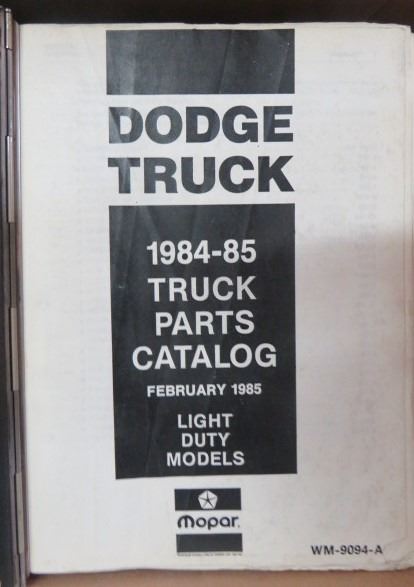 DODGE
TRUCK
1984-85
TRUCK
PARTS
CATALOG
FEBRUARY 1985
LIGHT
DUTY
MODELS
Mopar
WM-9094-A